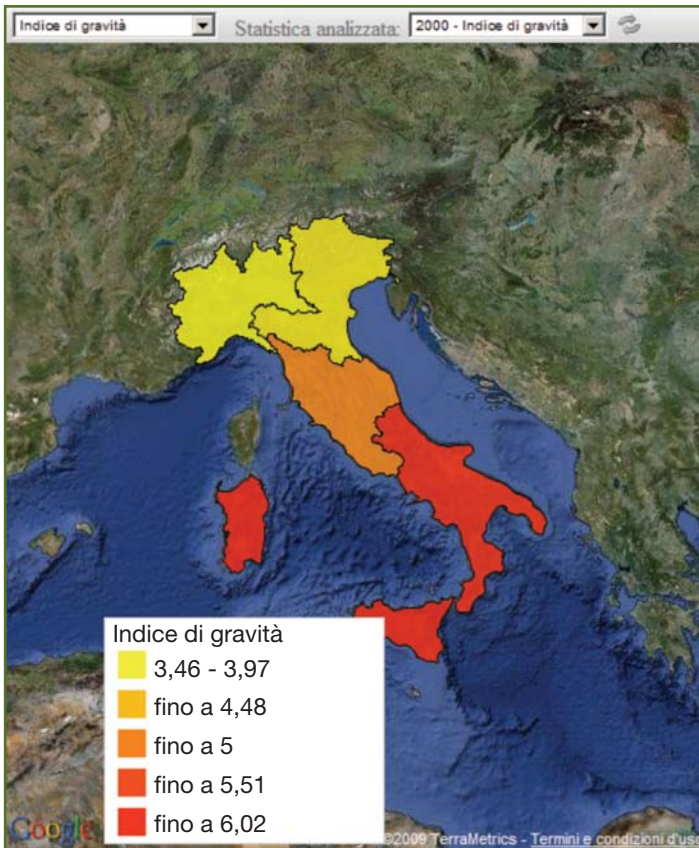 Indice di gravità
Statistica analizzata:
2000 - Indice di gravità
Indice di gravità
3,46 - 3,97
fino a 4,48
fino a 5
fino a 5,51
fino a 6,02
Google
©2009 TerraMetrics - Termini e condizioni d'uso